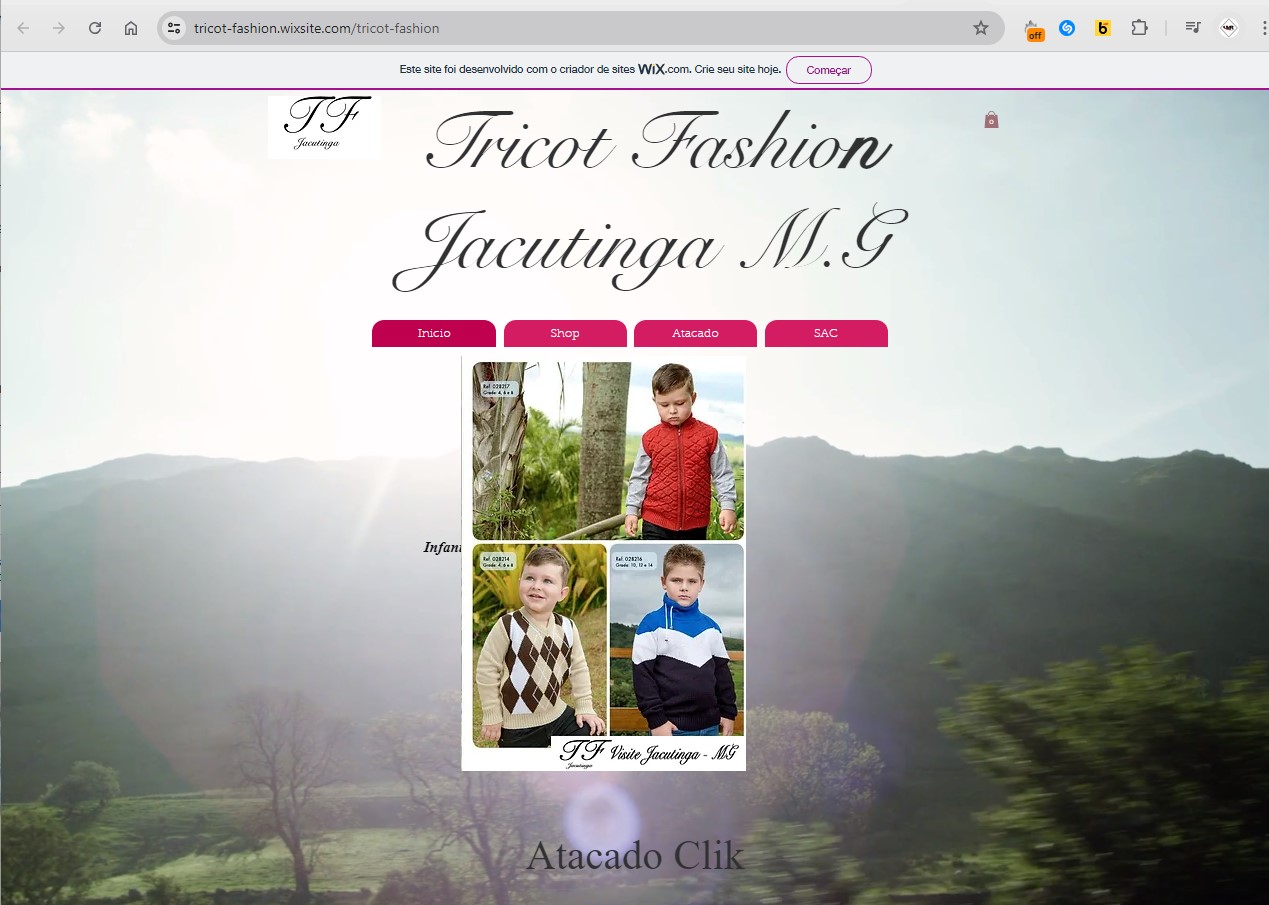 tricot-fashion.wixsite.com/tricot-fashion
off
b
Este site foi desenvolvido com o criador de sites WiX.com. Crie seu site hoje.
Começar
TF
Jacutinga
Tricot Fashion
Jacutinga M.G
0
Inicio
Shop
Atacado
SAC
Ref. 028217
Grade: 4, 6 e 8
Infan
Ref. 028214
Grade: 4, 6 e 8
Ref. 028216
Grade: 10, 12 e 14
TF Visite Jacutinga - MG
Jacutinga
Atacado Clik